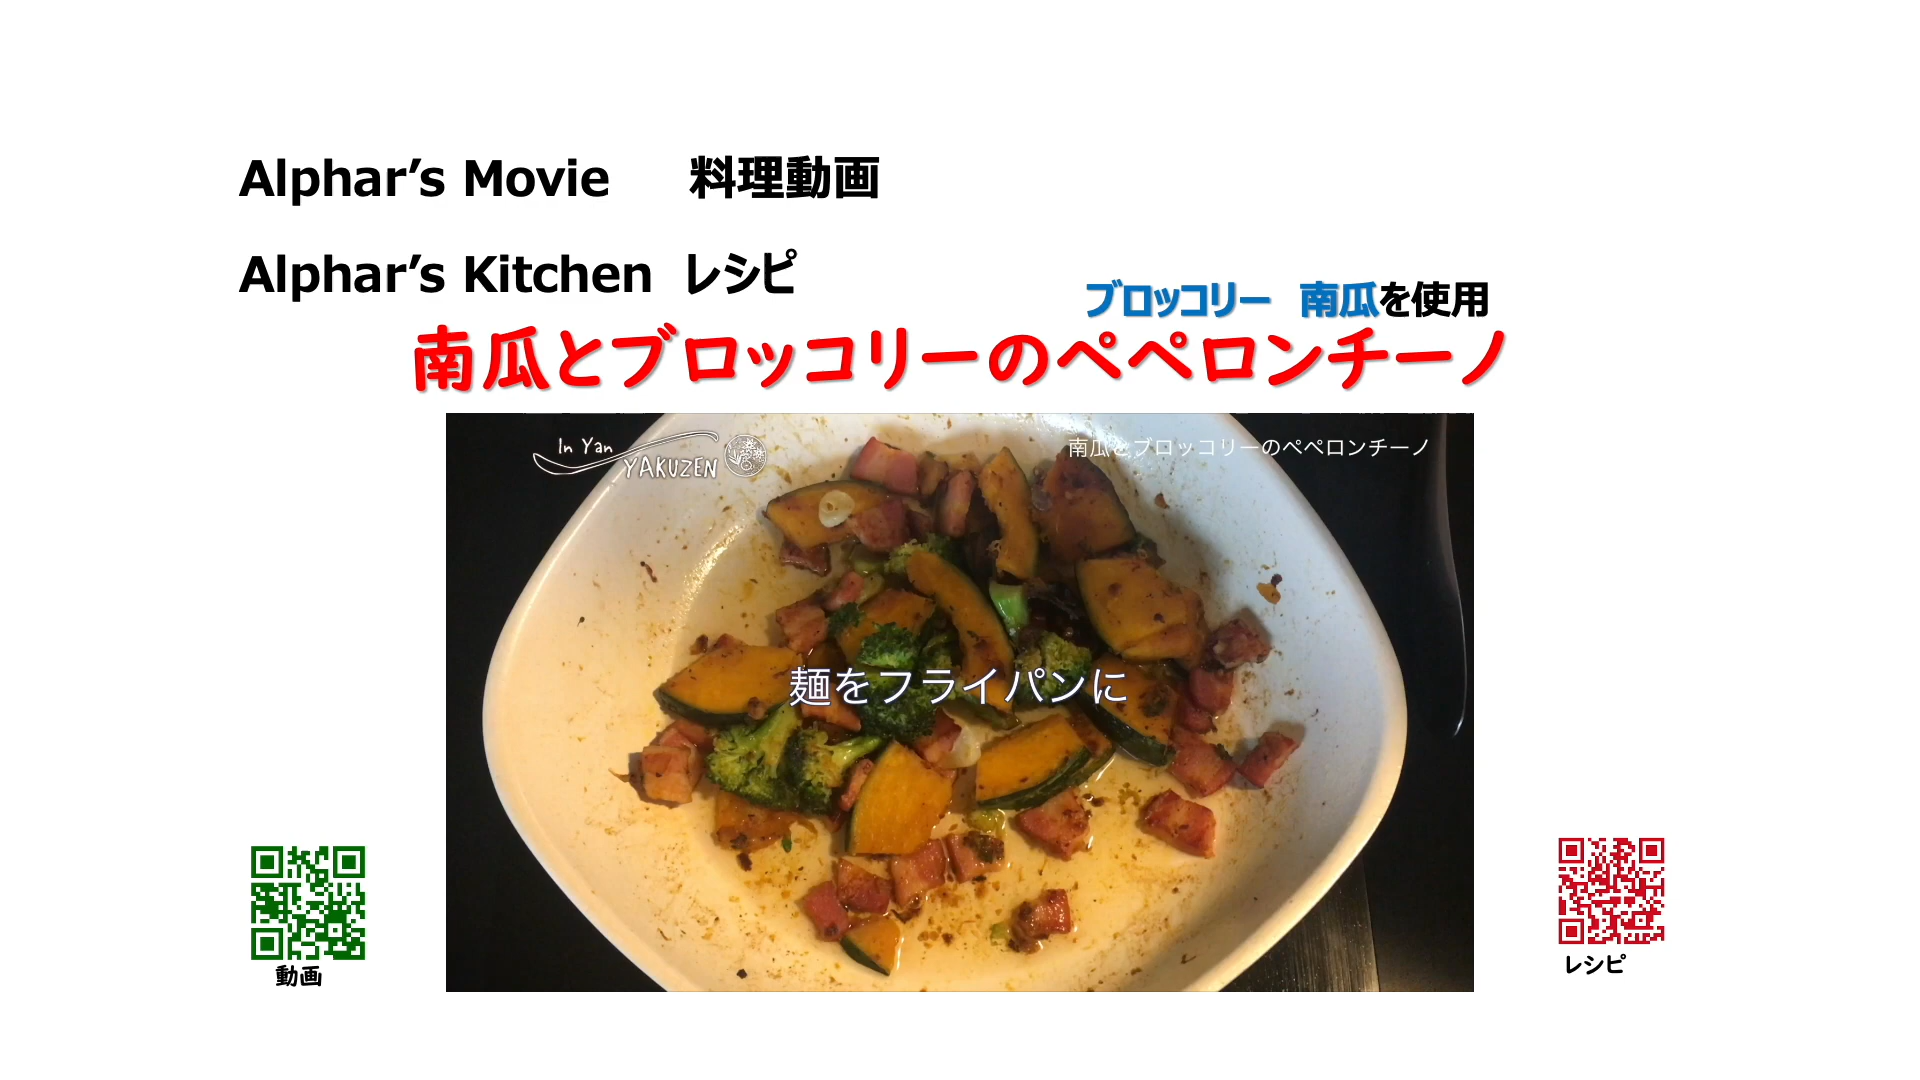 Alphar’s Movie　料理動画
Alphar’s Kitchen レシピ
ブロッコリー　南瓜を使用
南瓜とブロッコリーのペペロンチーノ
In Yan
YAKUZEN
南瓜とブロッコリーのペペロンチーノ
麺をフライパンに
動画
レシピ